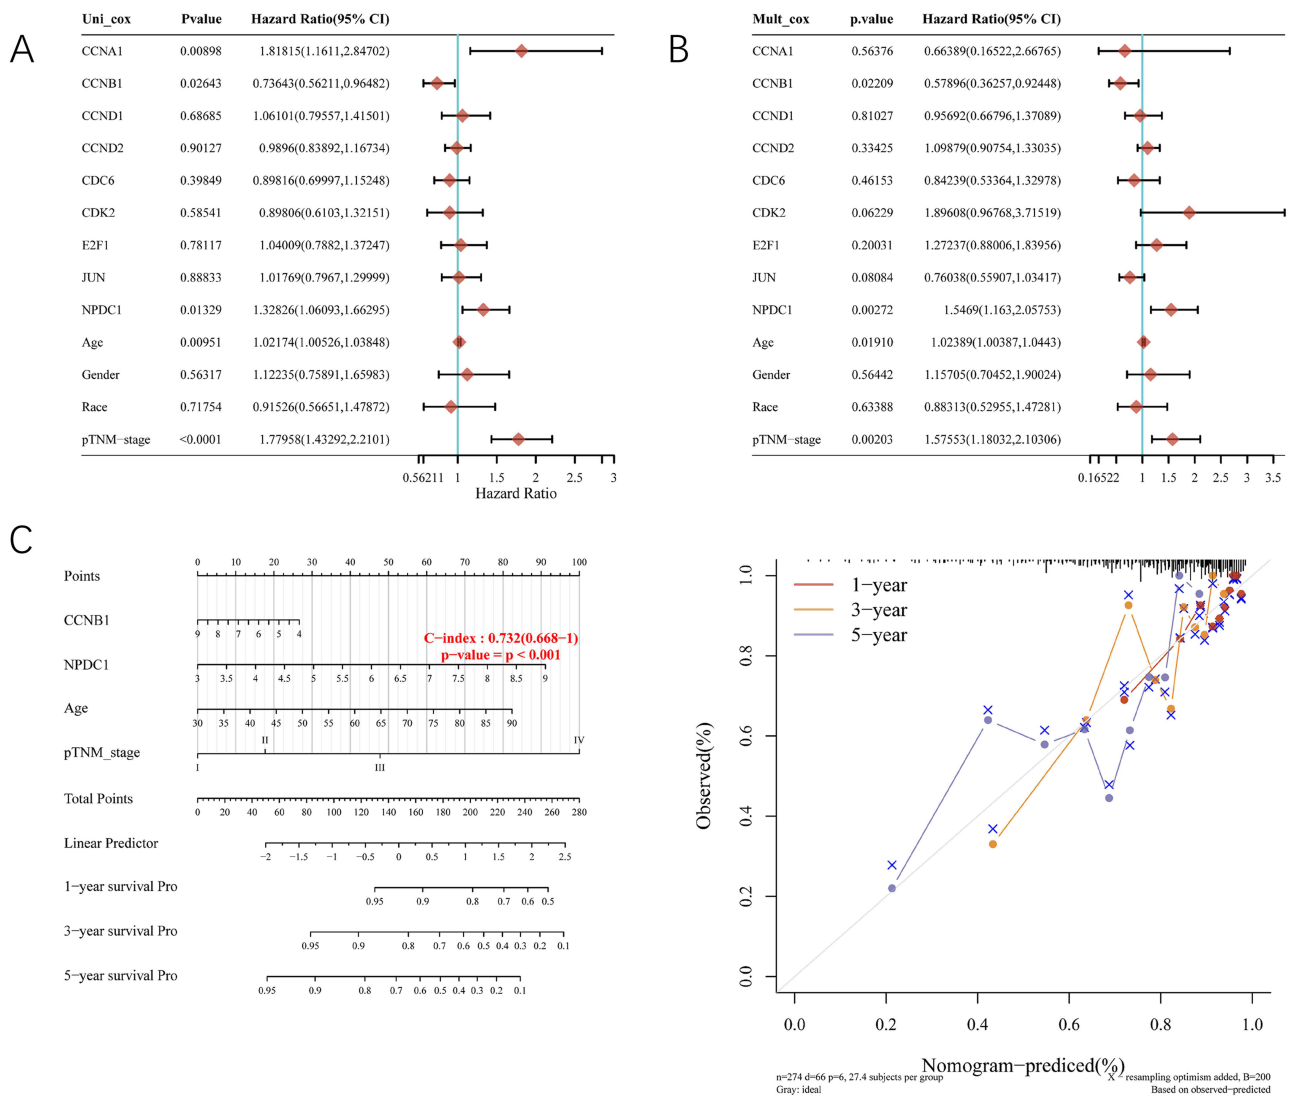 A
Uni_cox Pvalue Hazard Ratio(95% CI)
CCNA1 0.00898 1.81815(1.1611,2.84702)
CCNB1 0.02643 0.73643(0.56211,0.96482)
CCND1 0.68685 1.06101(0.79557,1.41501)
CCND2 0.90127 0.9896(0.83892,1.16734)
CDC6 0.39849 0.89816(0.69997,1.15248)
CDK2 0.58541 0.89806(0.6103,1.32151)
E2F1 0.78117 1.04009(0.7882,1.37247)
JUN 0.88833 1.01769(0.7967,1.29999)
NPDC1 0.01329 1.32826(1.06093,1.66295)
Age 0.00951 1.02174(1.00526,1.03848)
Gender 0.56317 1.12235(0.75891,1.65983)
Race 0.71754 0.91526(0.56651,1.47872)
pTNM−stage <0.0001 1.77958(1.43292,2.2101)
0.56211 1 1.5 2 2.5 3
Hazard Ratio
B
Mult_cox p.value Hazard Ratio(95% CI)
CCNA1 0.56376 0.66389(0.16522,2.66765)
CCNB1 0.02209 0.57896(0.36257,0.92448)
CCND1 0.81027 0.95692(0.66796,1.37089)
CCND2 0.33425 1.09879(0.90754,1.33035)
CDC6 0.46153 0.84239(0.53364,1.32978)
CDK2 0.06229 1.89608(0.96768,3.71519)
E2F1 0.20031 1.27237(0.88006,1.83956)
JUN 0.08084 0.76038(0.55907,1.03417)
NPDC1 0.00272 1.5469(1.163,2.05753)
Age 0.01910 1.02389(1.00387,1.0443)
Gender 0.56442 1.15705(0.70452,1.90024)
Race 0.63388 0.88313(0.52955,1.47281)
pTNM−stage 0.00203 1.57553(1.18032,2.10306)
0.16522 1 1.5 2 2.5 3 3.5
C
0 10 20 30 40 50 60 70 80 90 100
Points
CCNB1
9 8 7 6 5 4
C−index : 0.732(0.668−1)
p−value = p < 0.001
NPDC1
3 3.5 4 4.5 5 5.5 6 6.5 7 7.5 8 8.5 9
Age
30 35 40 45 50 55 60 65 70 75 80 85 90
II IV
pTNM_stage
I III
Total Points
0 20 40 60 80 100 120 140 160 180 200 220 240 260 280
Linear Predictor
−2 −1.5 −1 −0.5 0 0.5 1 1.5 2 2.5
1−year survival Pro
0.95 0.9 0.8 0.7 0.6 0.5
3−year survival Pro
0.95 0.9 0.8 0.7 0.6 0.5 0.4 0.3 0.2 0.1
5−year survival Pro
0.95 0.9 0.8 0.7 0.6 0.5 0.4 0.3 0.2 0.1
1−year
3−year
5−year
Observed(%)
1.0
0.8
0.6
0.4
0.2
0.0
0.0 0.2 0.4 0.6 0.8 1.0
Nomogram−prediced(%)
n=274 d=66 p=6, 27.4 subjects per group
Gray: ideal
X − resampling optimism added, B=200
Based on observed−predicted